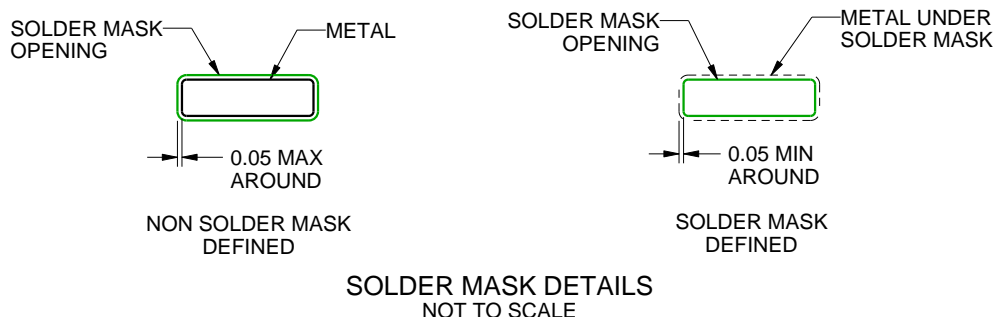 SOLDER MASK
OPENING
METAL
0.05 MAX
AROUND
NON SOLDER MASK
DEFINED
SOLDER MASK
OPENING
METAL UNDER
SOLDER MASK
0.05 MIN
AROUND
SOLDER MASK
DEFINED
SOLDER MASK DETAILS
NOT TO SCALE